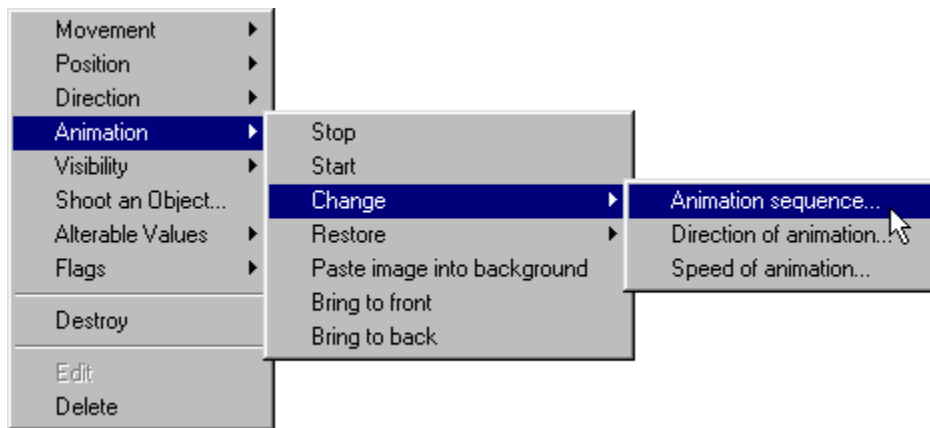 Movement
Position
Direction
Animation
Visibility
Shoot an Object...
Alterable Values
Flags
Destroy
Edit
Delete
Stop
Start
Change
Restore
Paste image into background
Bring to front
Bring to back
Animation sequence...
Direction of animation...
Speed of animation...